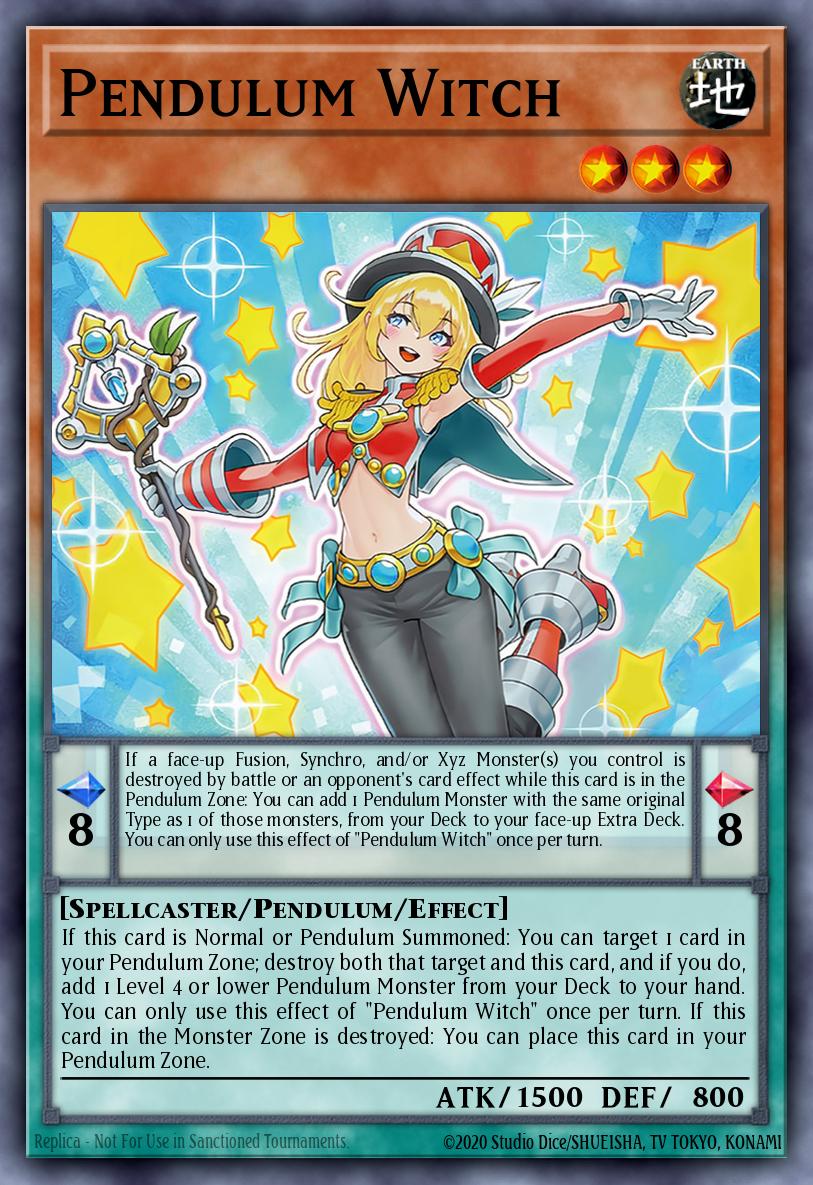 Pendulum Witch
EARTH
地
If a face-up Fusion, Synchro, and/or Xyz Monster(s) you control is
destroyed by battle or an opponent's card effect while this card is in the
Pendulum Zone: You can add 1 Pendulum Monster with the same original
Type as 1 of those monsters, from your Deck to your face-up Extra Deck.
You can only use this effect of "Pendulum Witch" once per turn.
8
8
[Spellcaster/Pendulum/Effect]
If this card is Normal or Pendulum Summoned: You can target 1 card in
your Pendulum Zone; destroy both that target and this card, and if you do,
add 1 Level 4 or lower Pendulum Monster from your Deck to your hand.
You can only use this effect of "Pendulum Witch" once per turn. If this
card in the Monster Zone is destroyed: You can place this card in your
Pendulum Zone.
ATK/1500 DEF/ 800
Replica - Not For Use in Sanctioned Tournaments.
©2020 Studio Dice/SHUEISHA, TV TOKYO, KONAMI